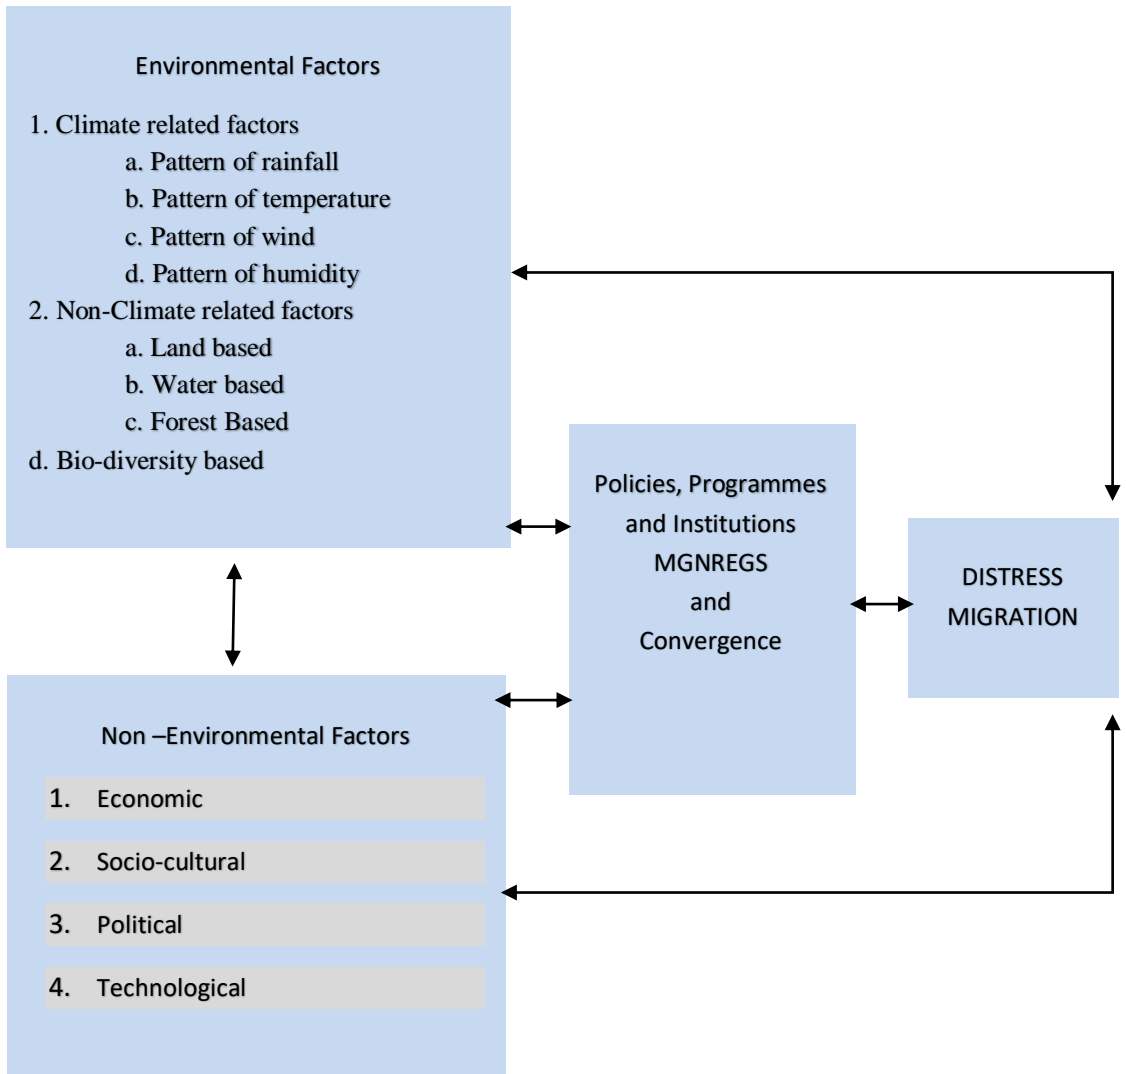 Environmental Factors
1. Climate related factors
a. Pattern of rainfall
b. Pattern of temperature
c. Pattern of wind
d. Pattern of humidity
2. Non-Climate related factors
a. Land based
b. Water based
c. Forest Based
d. Bio-diversity based
Policies, Programmes
and Institutions
MGNREGS
and
Convergence
DISTRESS
MIGRATION
Non –Environmental Factors
1. Economic
2. Socio-cultural
3. Political
4. Technological